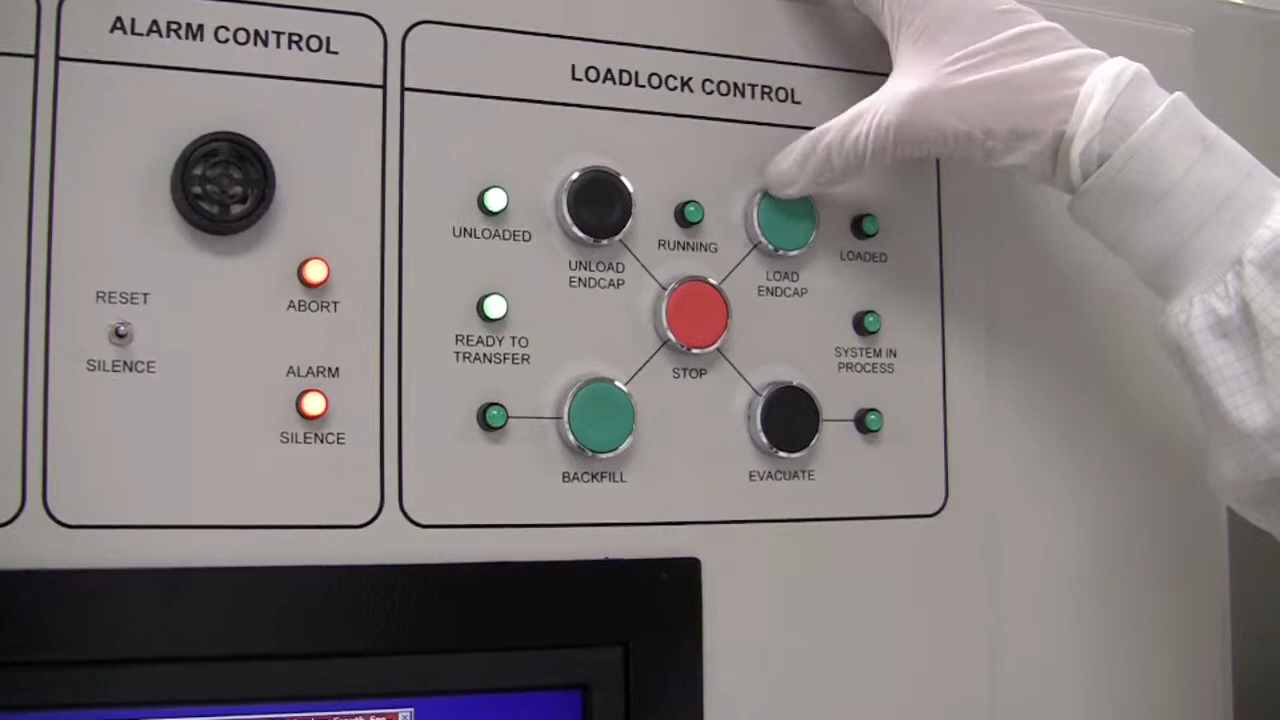 ALARM CONTROL
RESET
SILENCE
ABORT
ALARM
SILENCE
LOADLOCK CONTROL
UNLOADED
UNLOAD
ENDCAP
RUNNING
LOAD
ENDCAP
LOADED
READY TO
TRANSFER
STOP
SYSTEM IN
PROCESS
BACKFILL
EVACUATE